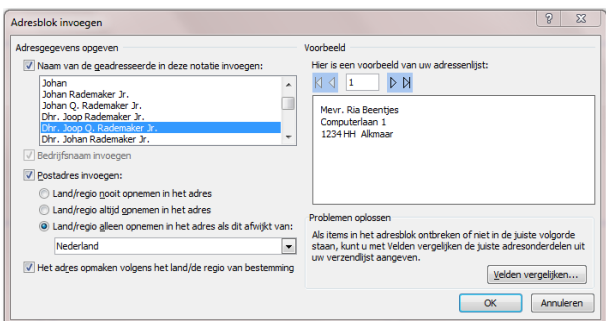 Adresblok invoegen
Adresgegevens opgeven
Naam van de geadresseerde in deze notatie invoegen:
Johan
Johan Rademaker Jr.
Johan Q. Rademaker Jr.
Dhr. Joop Rademaker Jr.
Dhr. Joop Q. Rademaker Jr.
Dhr. Johan Rademaker Jr.
Bedrijfsnaam invoegen
Postadres invoegen:
Land/regio nooit opnemen in het adres
Land/regio altijd opnemen in het adres
Land/regio alleen opnemen in het adres als dit afwijkt van:
Nederland
Het adres opmaken volgens het land/de regio van bestemming
Voorbeeld
Hier is een voorbeeld van uw adressenlijst:
1
Mevr. Ria Beentjes
Computerlaan 1
1234 HH Alkmaar
Problemen oplossen
Als items in het adresblok ontbreken of niet in de juiste volgorde
staan, kunt u met Velden vergelijken de juiste adresonderdelen uit
uw verzendlijst aangeven.
Velden vergelijken...
OK
Annuleren